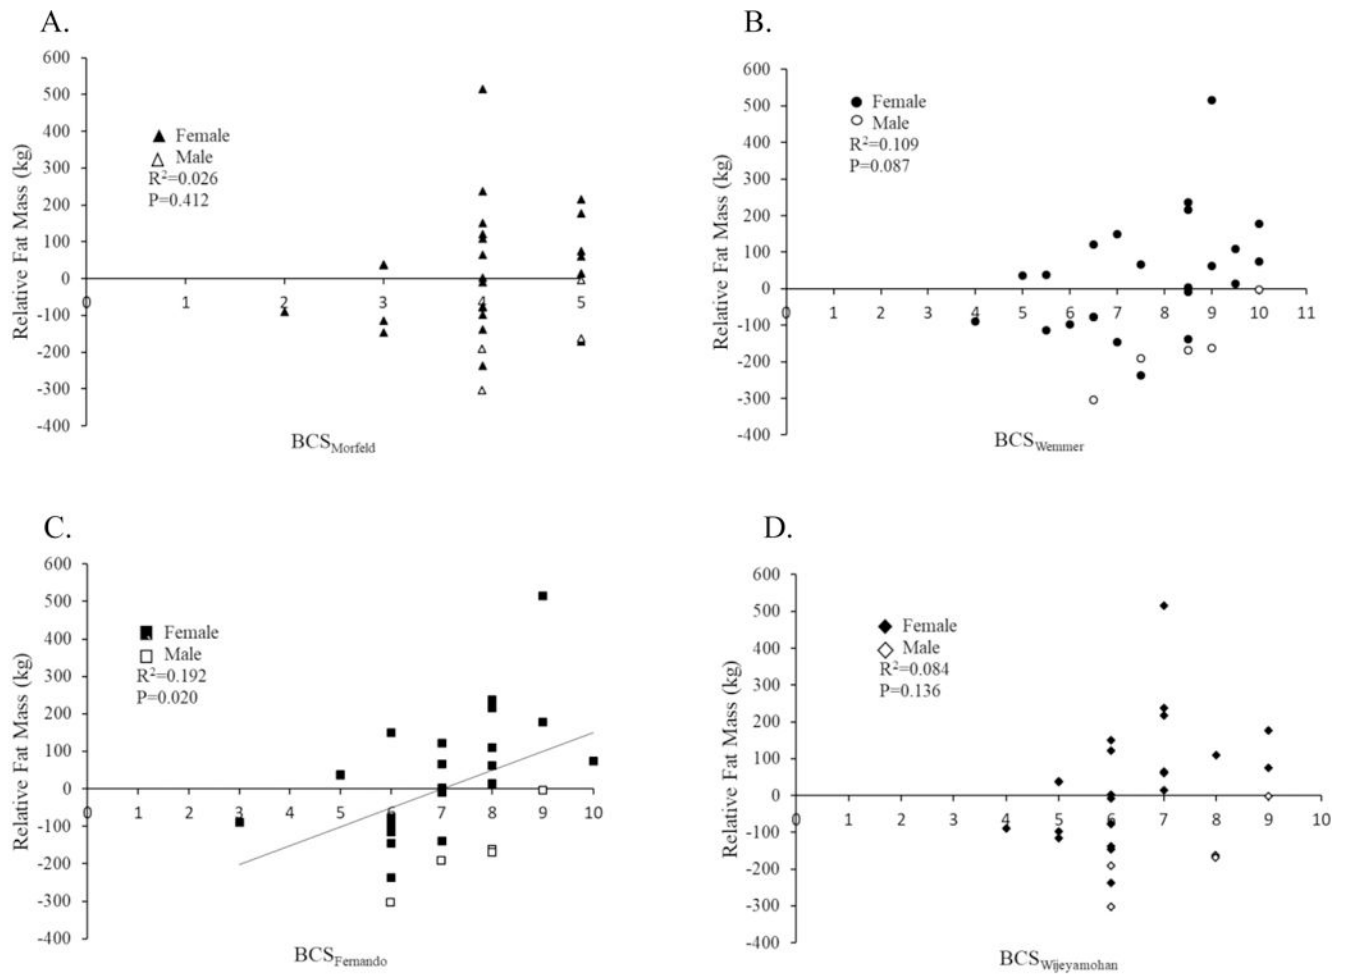 A.
600
500
400
300
200
100
0
-100
-200
-300
-400
0 1 2 3 4 5
Relative Fat Mass (kg)
Female
Male
R²=0.026
P=0.412
BCS_Morfeld
B.
600
500
400
300
200
100
0
-100
-200
-300
-400
0 1 2 3 4 5 6 7 8 9 10 11
Relative Fat Mass (kg)
Female
Male
R²=0.109
P=0.087
BCS_Wemmer
C.
600
500
400
300
200
100
0
-100
-200
-300
-400
0 1 2 3 4 5 6 7 8 9 10
Relative Fat Mass (kg)
Female
Male
R²=0.192
P=0.020
BCS_Fernando
D.
600
500
400
300
200
100
0
-100
-200
-300
-400
0 1 2 3 4 5 6 7 8 9 10
Relative Fat Mass (kg)
Female
Male
R²=0.084
P=0.136
BCS_Wijeyamohan